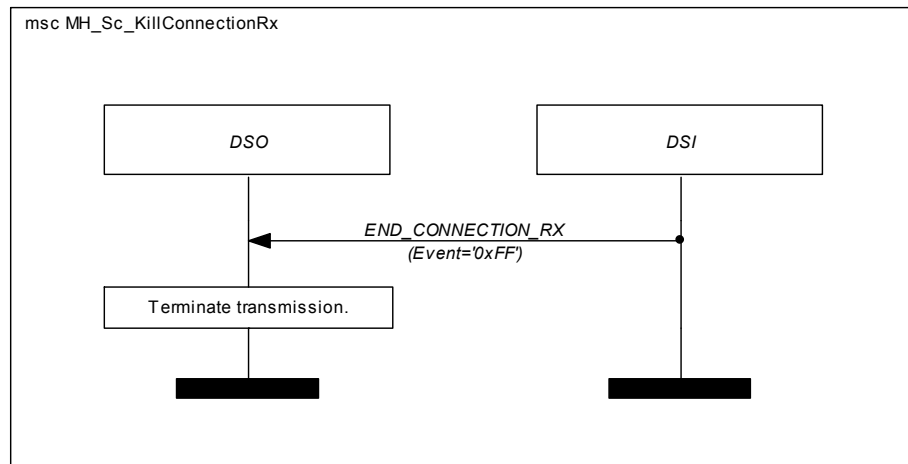 msc MH_Sc_KillConnectionRx
DSO
DSI
END_CONNECTION_RX
(Event='0xFF')
Terminate transmission.